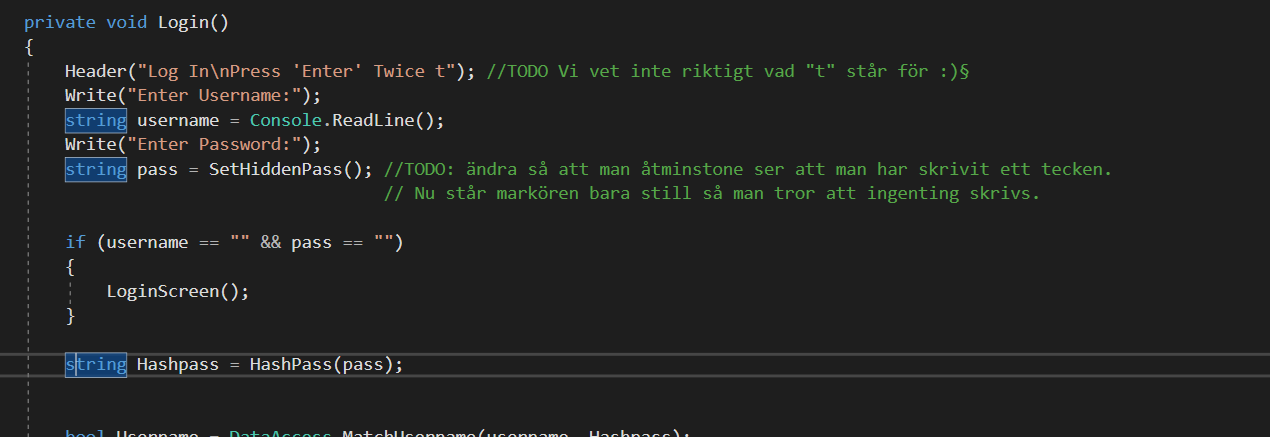 private void Login()
{
Header("Log In\nPress 'Enter' Twice t"); //TODO Vi vet inte riktigt vad "t" står för :)§
Write("Enter Username:");
string username = Console.ReadLine();
Write("Enter Password:");
string pass = SetHiddenPass(); //TODO: ändra så att man åtminstone ser att man har skrivit ett tecken.
// Nu står markören bara still så man tror att ingenting skrivs.
if (username == "" && pass == "")
{
LoginScreen();
}
string Hashpass = HashPass(pass);
bool Username = DataAccess.MatchUsername(username, Hashpass);